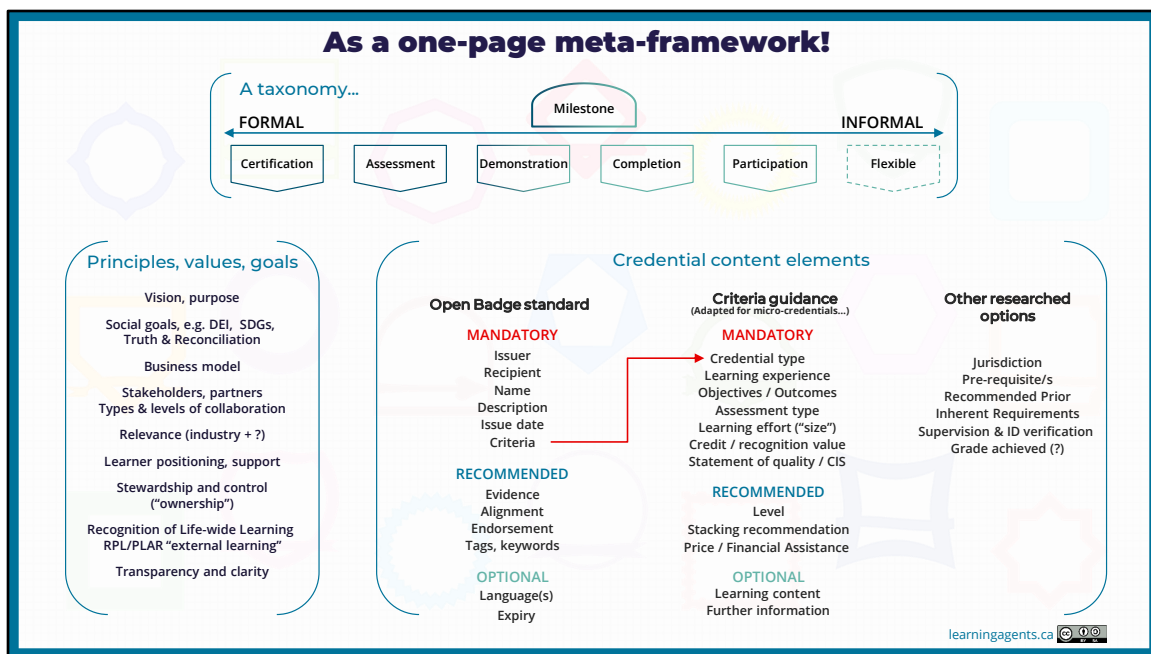 As a one-page meta-framework!
A taxonomy...
Milestone
FORMAL
INFORMAL
Certification
Assessment
Demonstration
Completion
Participation
Flexible
Principles, values, goals
Vision, purpose
Social goals, e.g. DEI, SDGs,
Truth & Reconciliation
Business model
Stakeholders, partners
Types & levels of collaboration
Relevance (industry + ?)
Learner positioning, support
Stewardship and control
(“ownership”)
Recognition of Life-wide Learning
RPL/PLAR “external learning”
Transparency and clarity
Credential content elements
Open Badge standard
MANDATORY
Issuer
Recipient
Name
Description
Issue date
Criteria
RECOMMENDED
Evidence
Alignment
Endorsement
Tags, keywords
OPTIONAL
Language(s)
Expiry
Criteria guidance
(Adapted for micro-credentials...)
MANDATORY
Credential type
Learning experience
Objectives / Outcomes
Assessment type
Learning effort (“size”)
Credit / recognition value
Statement of quality / CIS
RECOMMENDED
Level
Stacking recommendation
Price / Financial Assistance
OPTIONAL
Learning content
Further information
Other researched
options
Jurisdiction
Pre-requisite/s
Recommended Prior
Inherent Requirements
Supervision & ID verification
Grade achieved (?)
learningagents.ca
cc
BY SA